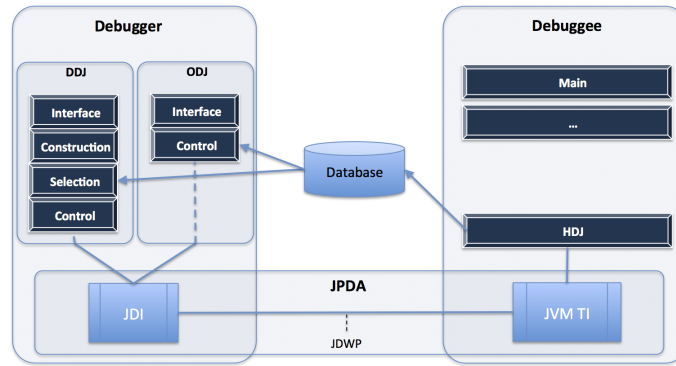 Debugger
Debuggee
DDJ
ODJ
Interface
Construction
Selection
Control
Interface
Control
Database
Main
...
HDJ
JPDA
JDI
JVM TI
JDWP